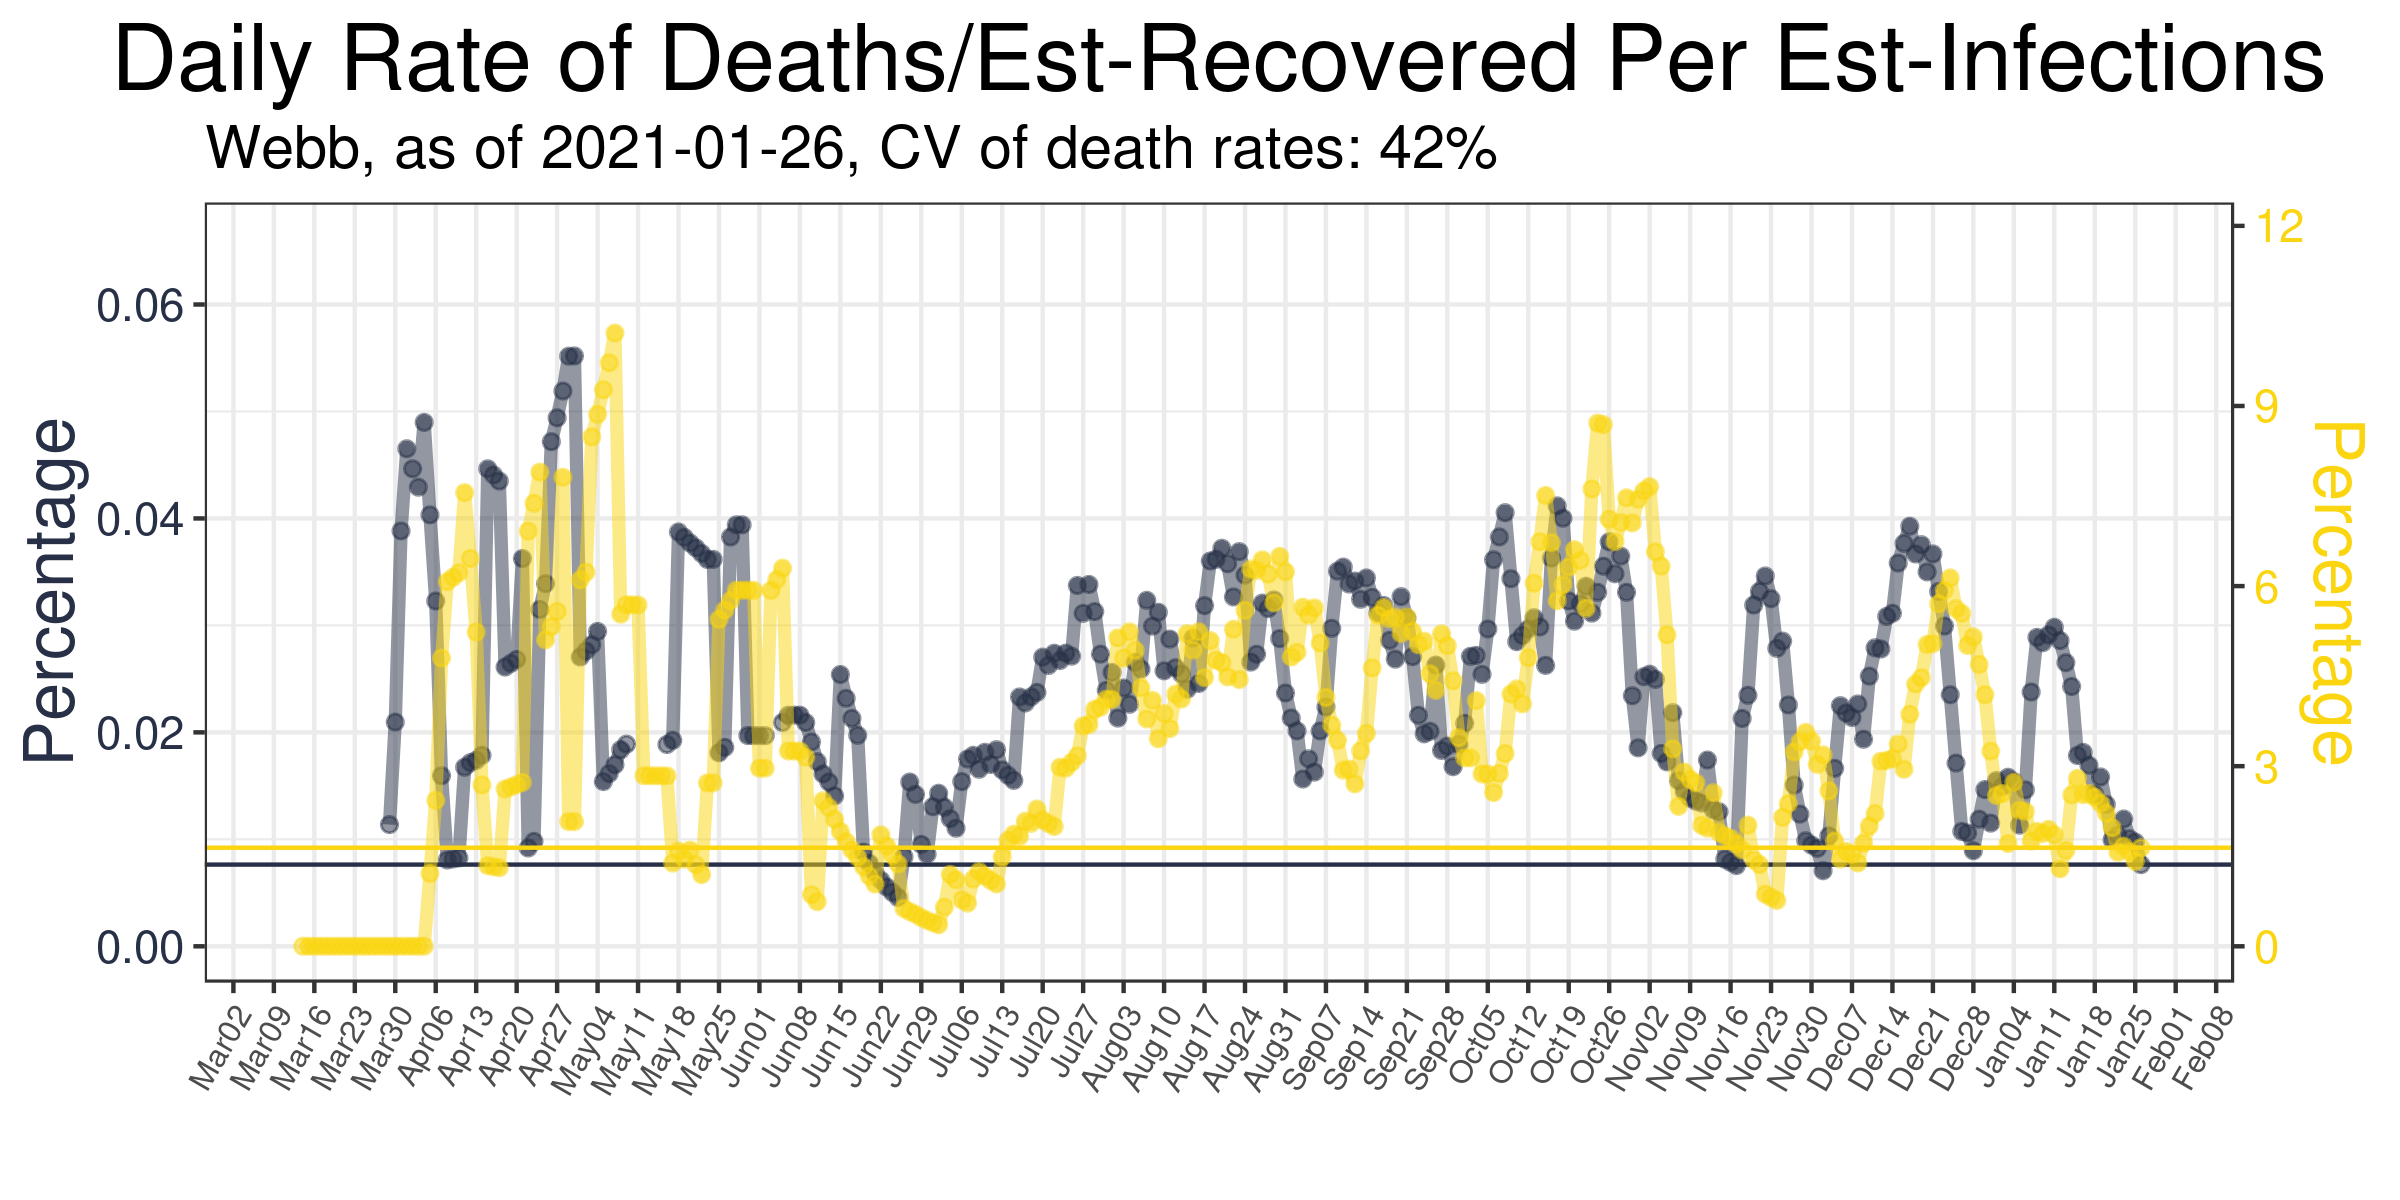 Daily Rate of Deaths/Est-Recovered Per Est-Infections
Webb, as of 2021-01-26, CV of death rates: 42%
Percentage
0.06
0.04
0.02
0.00
12
9
6
3
0
Percentage
Mar02
Mar09
Mar16
Mar23
Mar30
Apr06
Apr13
Apr20
Apr27
May04
May11
May18
May25
Jun01
Jun08
Jun15
Jun22
Jun29
Jul06
Jul13
Jul20
Jul27
Aug03
Aug10
Aug17
Aug24
Aug31
Sep07
Sep14
Sep21
Sep28
Oct05
Oct12
Oct19
Oct26
Nov02
Nov09
Nov16
Nov23
Nov30
Dec07
Dec14
Dec21
Dec28
Jan04
Jan11
Jan18
Jan25
Feb01
Feb08